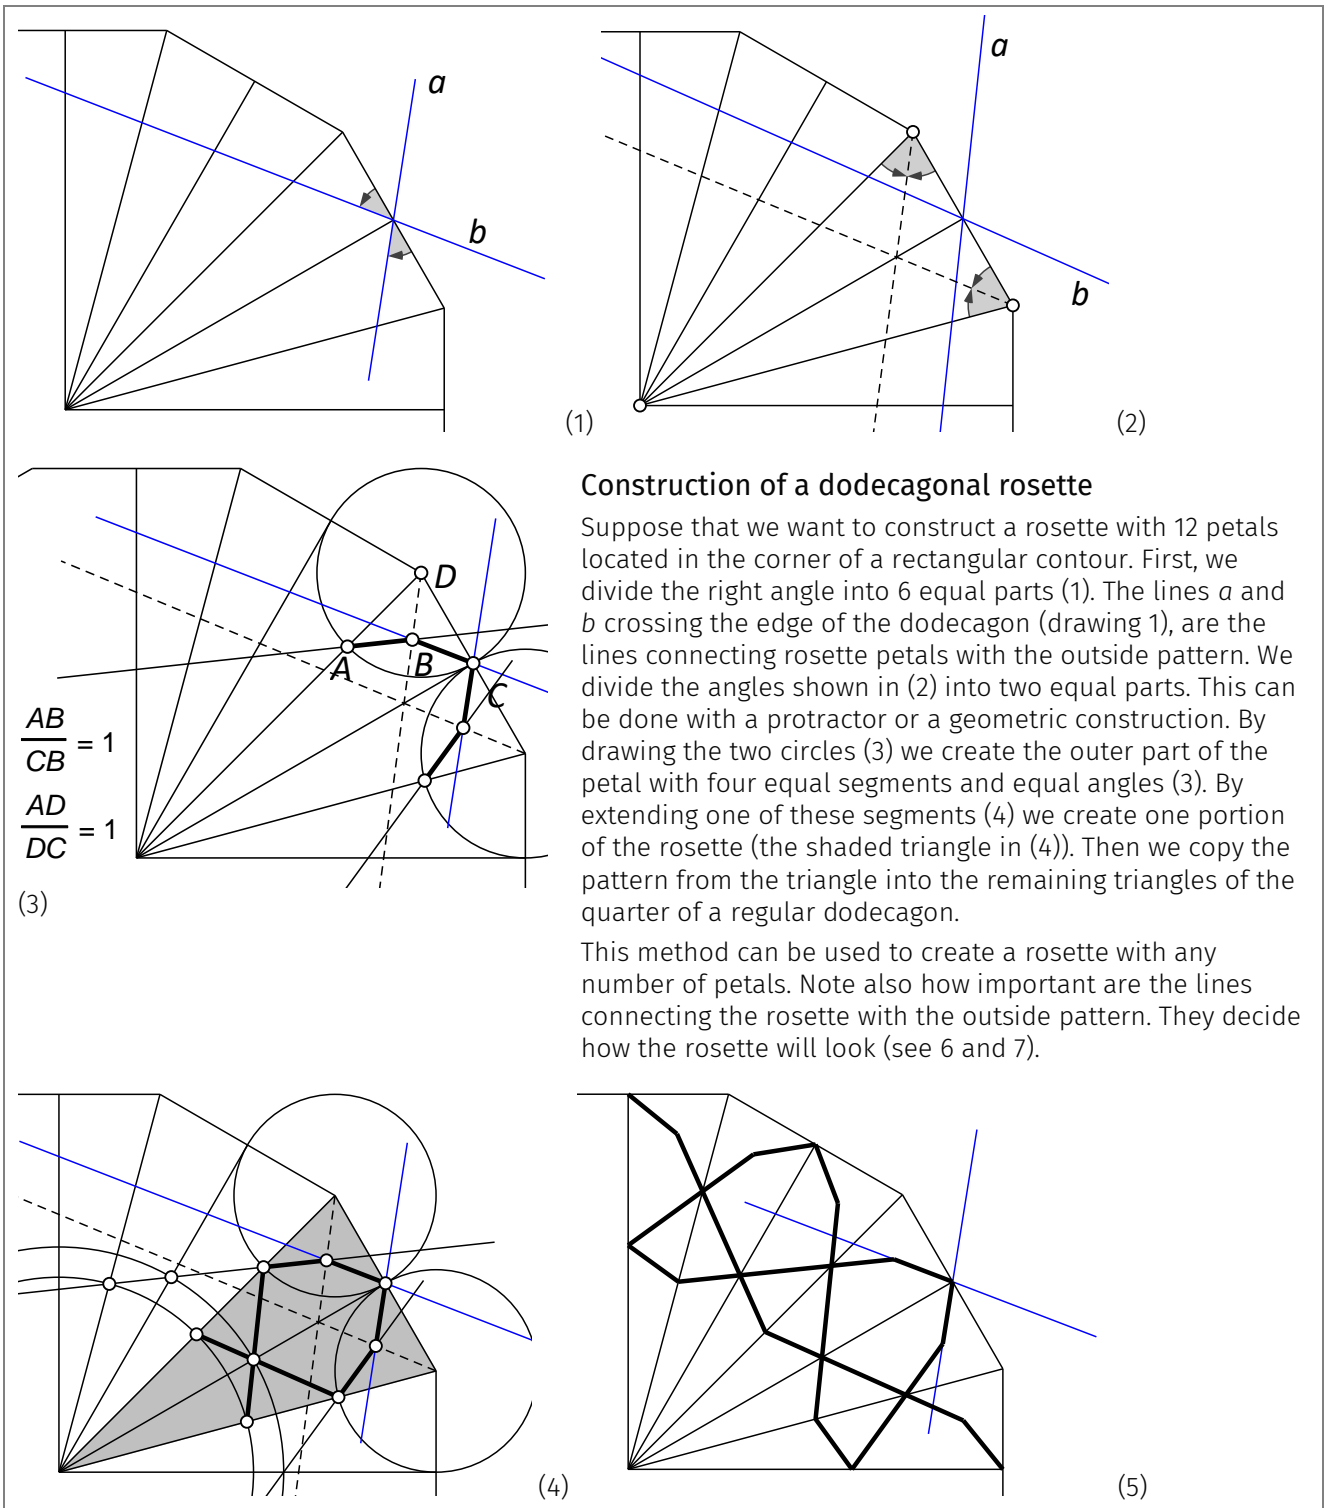 a
b
(1)
a
b
(2)
D
A
B
C
AB
CB
= 1
AD
DC
= 1
(3)
Construction of a dodecagonal rosette
Suppose that we want to construct a rosette with 12 petals
located in the corner of a rectangular contour. First, we
divide the right angle into 6 equal parts (1). The lines a and
b crossing the edge of the dodecagon (drawing 1), are the
lines connecting rosette petals with the outside pattern. We
divide the angles shown in (2) into two equal parts. This can
be done with a protractor or a geometric construction. By
drawing the two circles (3) we create the outer part of the
petal with four equal segments and equal angles (3). By
extending one of these segments (4) we create one portion
of the rosette (the shaded triangle in (4)). Then we copy the
pattern from the triangle into the remaining triangles of the
quarter of a regular dodecagon.
This method can be used to create a rosette with any
number of petals. Note also how important are the lines
connecting the rosette with the outside pattern. They decide
how the rosette will look (see 6 and 7).
(4)
(5)